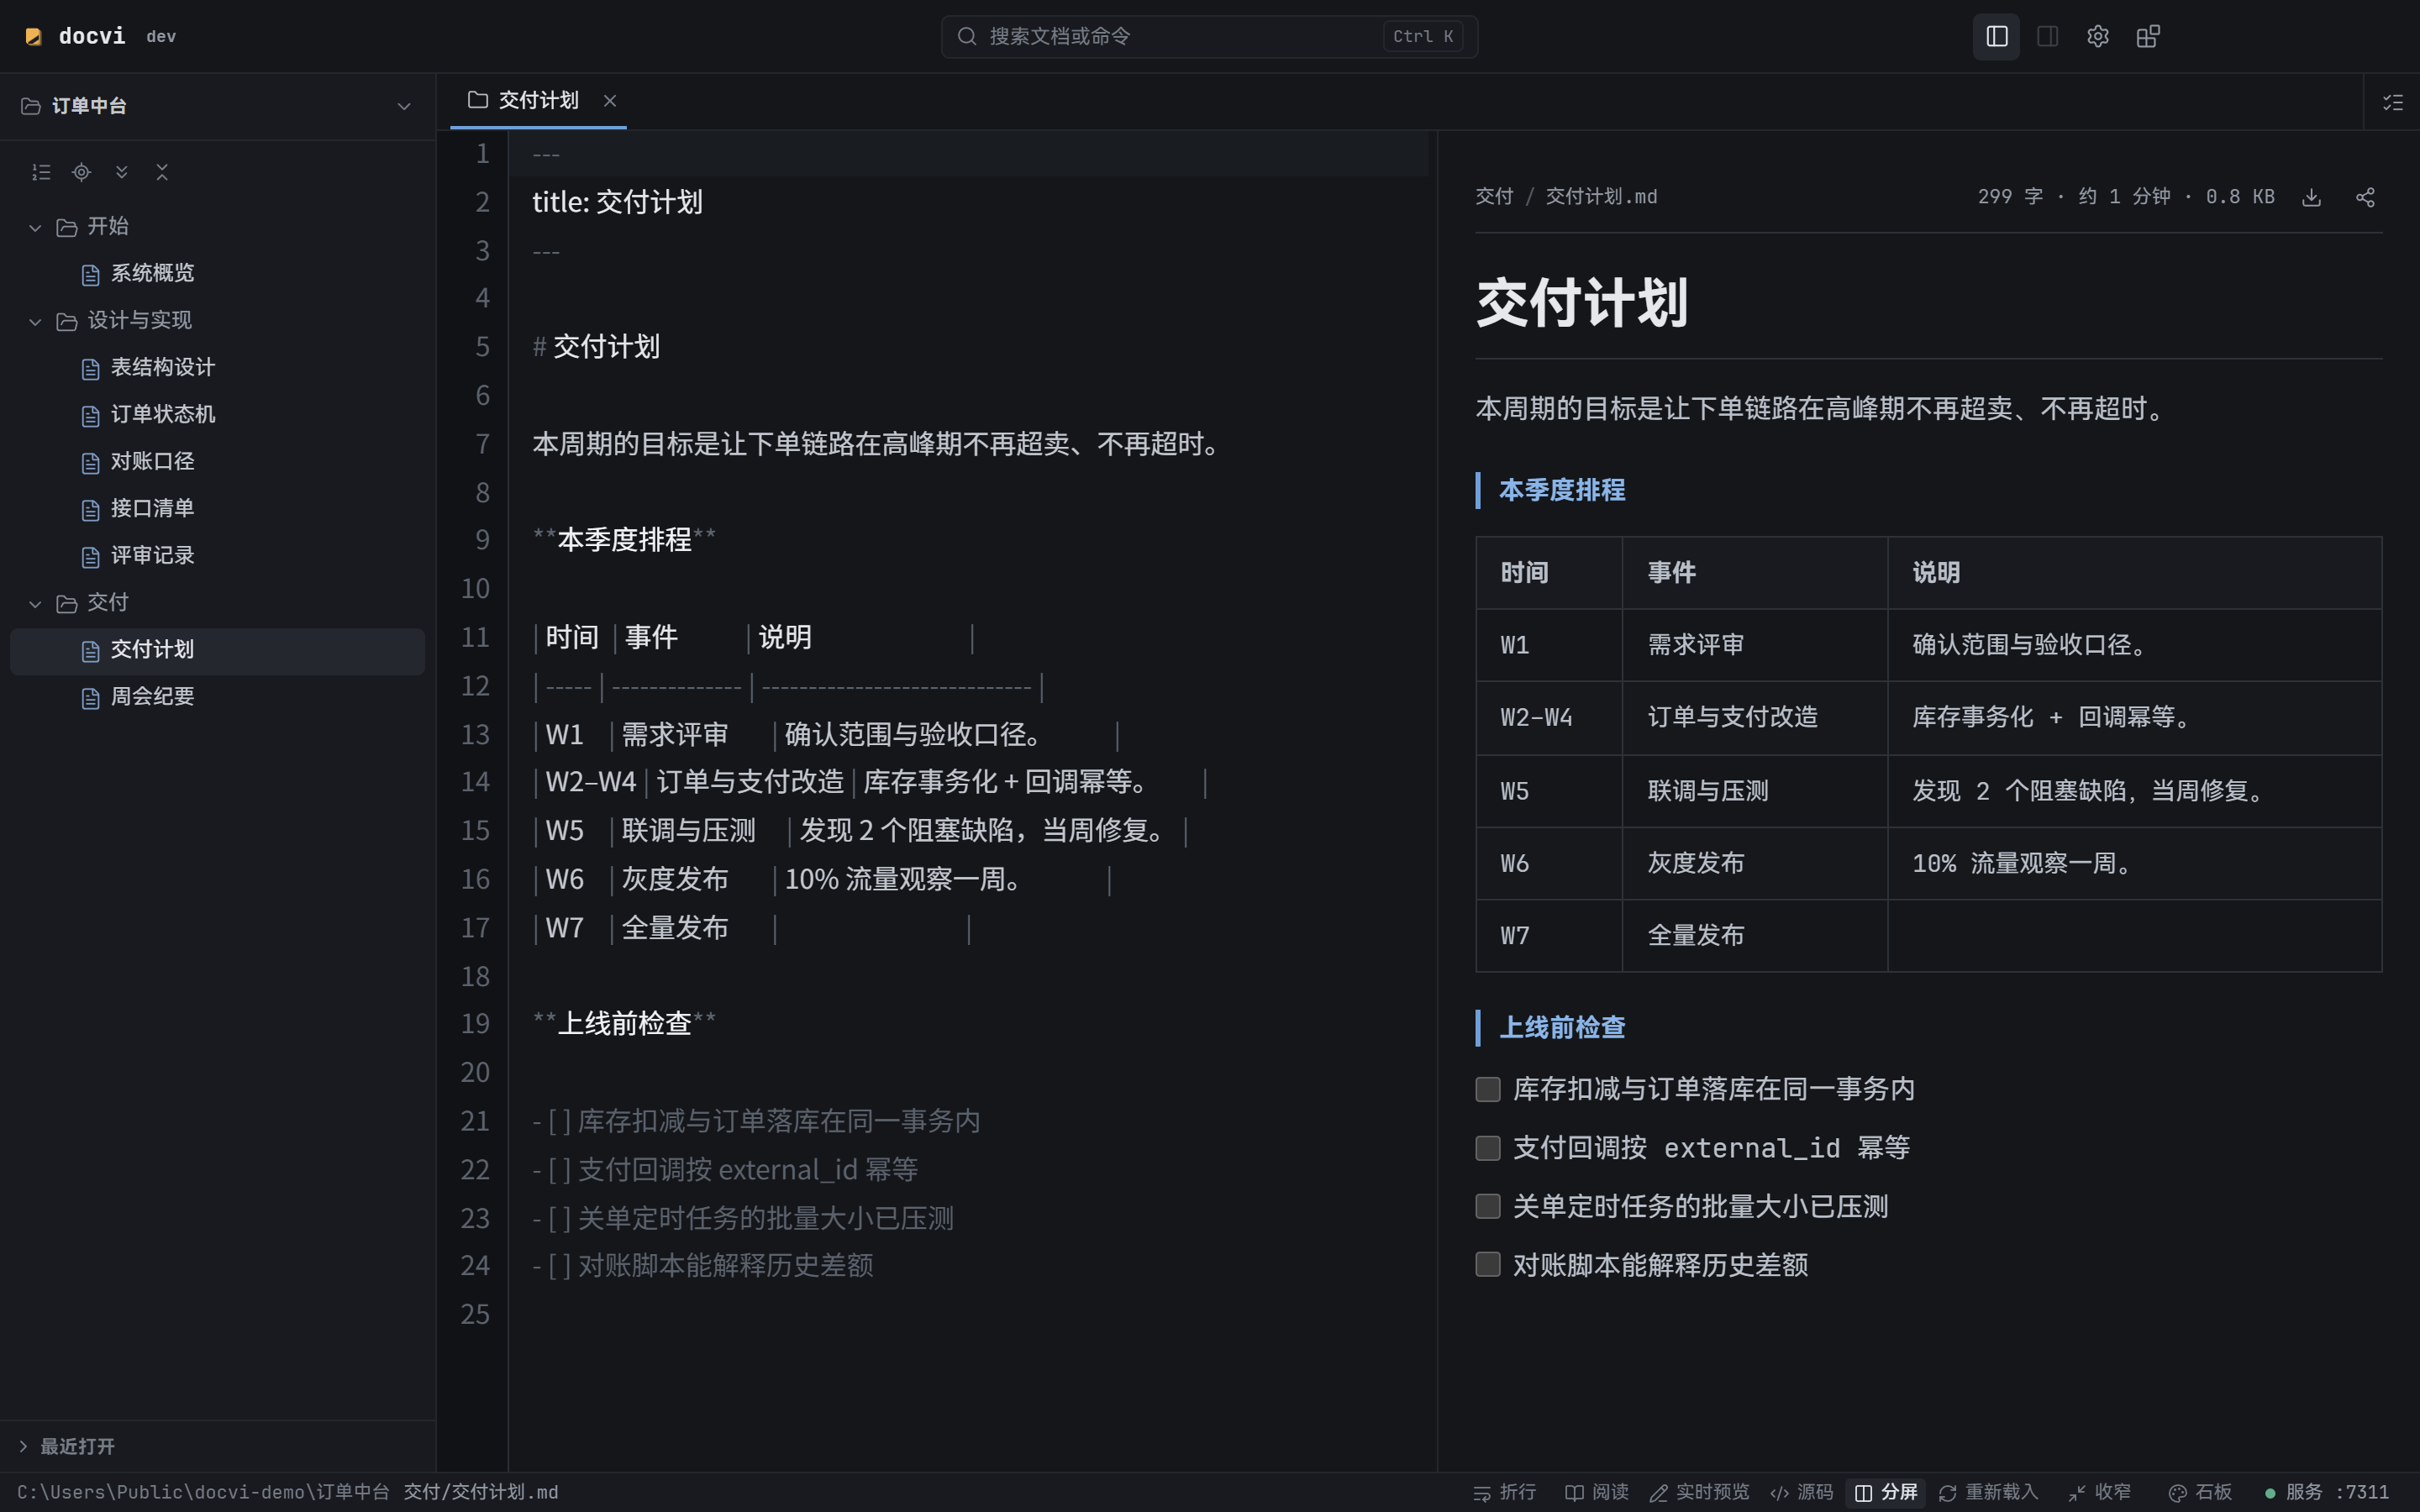 docvi dev
搜索文档或命令 Ctrl K
订单中台
开始
系统概览
设计与实现
表结构设计
订单状态机
对账口径
接口清单
评审记录
交付
交付计划
周会纪要
最近打开
交付计划
1 ---
2 title: 交付计划
3 ---
4
5 # 交付计划
6
7 本周期的目标是让下单链路在高峰期不再超卖、不再超时。
8
9 **本季度排程**
10
11 | 时间 | 事件 | 说明 |
12 | ----- | -------------- | ----------------------------- |
13 | W1 | 需求评审 | 确认范围与验收口径。 |
14 | W2–W4 | 订单与支付改造 | 库存事务化 + 回调幂等。 |
15 | W5 | 联调与压测 | 发现 2 个阻塞缺陷，当周修复。 |
16 | W6 | 灰度发布 | 10% 流量观察一周。 |
17 | W7 | 全量发布 | |
18
19 **上线前检查**
20
21 - [ ] 库存扣减与订单落库在同一事务内
22 - [ ] 支付回调按 external_id 幂等
23 - [ ] 关单定时任务的批量大小已压测
24 - [ ] 对账脚本能解释历史差额
25
交付 / 交付计划.md 299 字 · 约 1 分钟 · 0.8 KB
交付计划
本周期的目标是让下单链路在高峰期不再超卖、不再超时。
本季度排程
时间 事件 说明
W1 需求评审 确认范围与验收口径。
W2–W4 订单与支付改造 库存事务化 + 回调幂等。
W5 联调与压测 发现 2 个阻塞缺陷，当周修复。
W6 灰度发布 10% 流量观察一周。
W7 全量发布
上线前检查
库存扣减与订单落库在同一事务内
支付回调按 external_id 幂等
关单定时任务的批量大小已压测
对账脚本能解释历史差额
C:\Users\Public\docvi-demo\订单中台 交付/交付计划.md 折行 阅读 实时预览 源码 分屏 重新载入 收窄 石板 服务 :7311